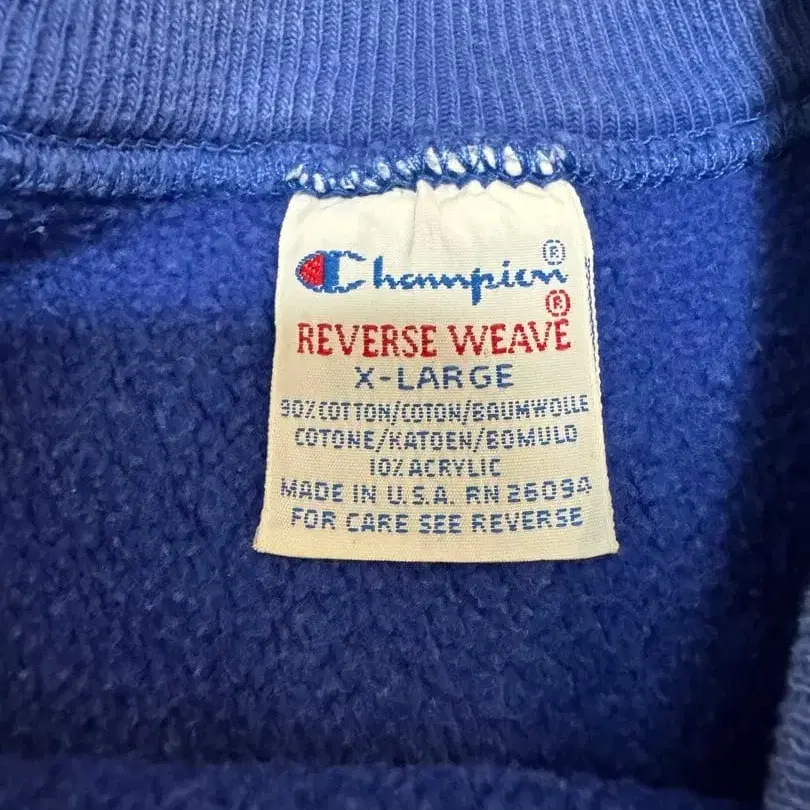 Champion®
REVERSE WEAVE®
X-LARGE
90% COTTON/COTON/BAUMWOLLE
COTONE/KATOEN/BOMULD
10% ACRYLIC
MADE IN U.S.A. RN 26094
FOR CARE SEE REVERSE